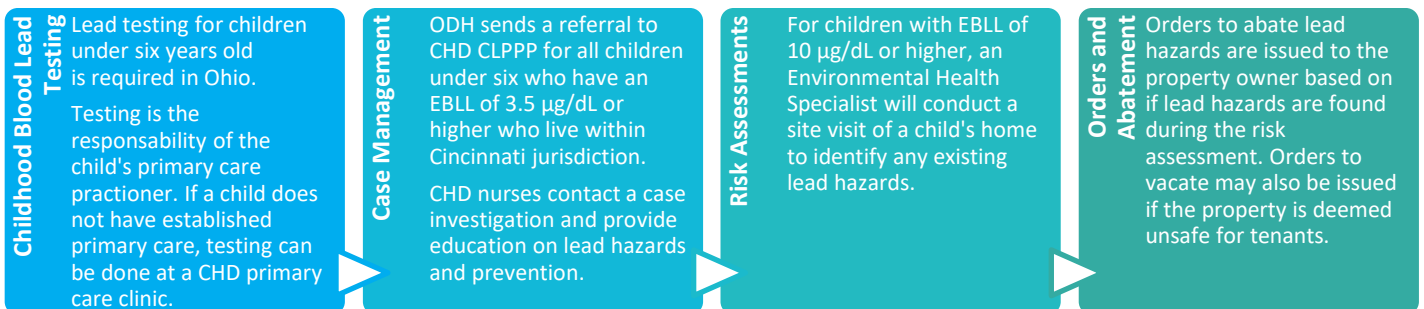 Childhood Blood Lead
Testing
Lead testing for children
under six years old
is required in Ohio.
Testing is the
responsability of the
child's primary care
practioner. If a child does
not have established
primary care, testing can
be done at a CHD primary
care clinic.
Case Management
ODH sends a referral to
CHD CLPPP for all children
under six who have an
EBLL of 3.5 µg/dL or
higher who live within
Cincinnati jurisdiction.
CHD nurses contact a case
investigation and provide
education on lead hazards
and prevention.
Risk Assessments
For children with EBLL of
10 µg/dL or higher, an
Environmental Health
Specialist will conduct a
site visit of a child's home
to identify any existing
lead hazards.
Orders and
Abatement
Orders to abate lead
hazards are issued to the
property owner based on
if lead hazards are found
during the risk
assessment. Orders to
vacate may also be issued
if the property is deemed
unsafe for tenants.